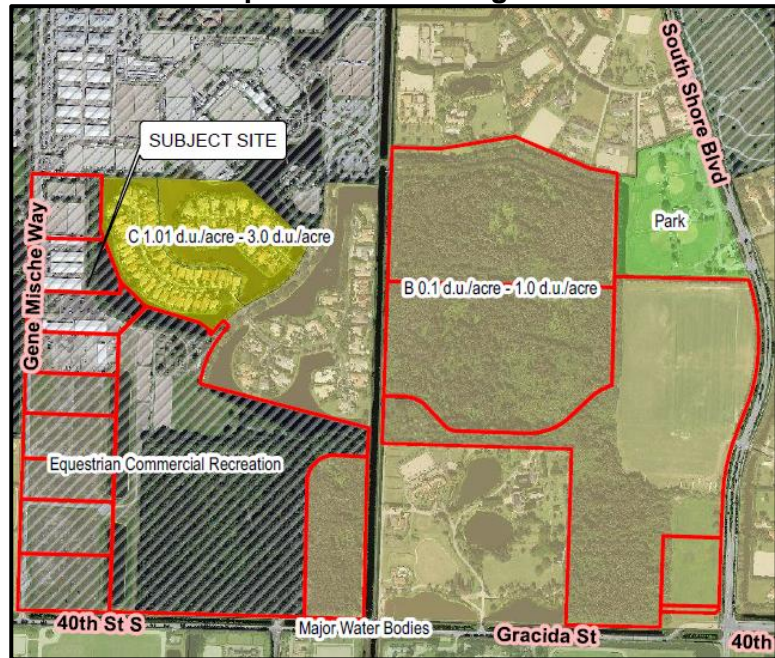 South Shore Blvd
SUBJECT SITE
Gene Mische Way
Park
C 1.01 d.u./acre - 3.0 d.u./acre
B 0.1 d.u./acre - 1.0 d.u./acre
Equestrian Commercial Recreation
40th St S
Major Water Bodies
Gracida St
40th